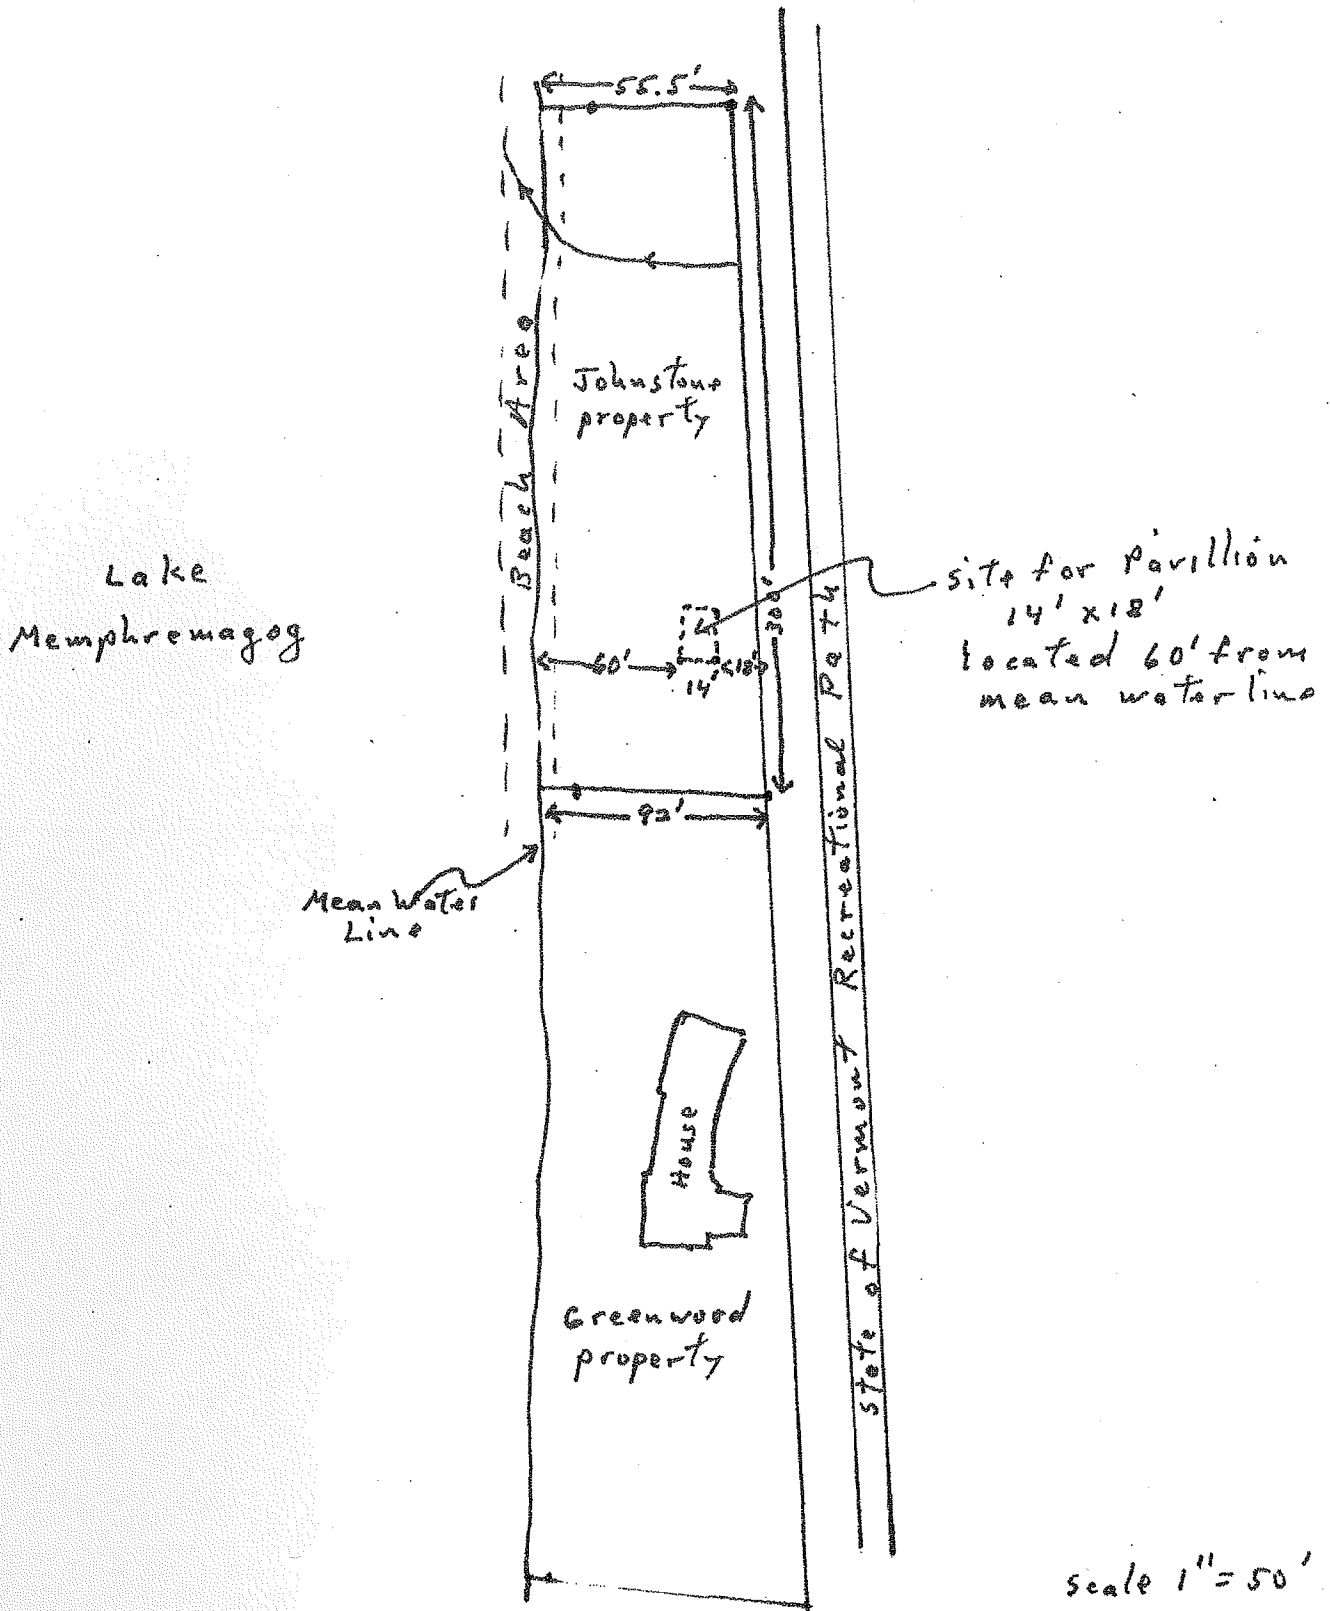 55.5'
Johnstone
property
Beach Area
Lake
Memphremagog
300'
site for Pavillion
14' x 18'
located 60' from
mean water line
60'
14'
18'
92'
Mean Water
Line
State of Vermont Recreational Path
House
Greenwood
property
scale 1" = 50'